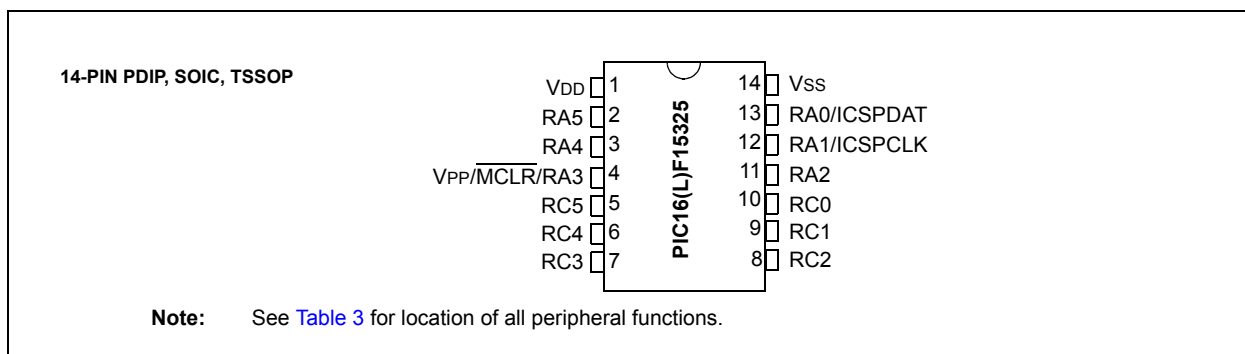 14-PIN PDIP, SOIC, TSSOP
VDD 1 14 VSS
RA5 2 13 RA0/ICSPDAT
RA4 3 12 RA1/ICSPCLK
VPP/MCLR/RA3 4 11 RA2
RC5 5 10 RC0
RC4 6 9 RC1
RC3 7 8 RC2
PIC16(L)F15325
Note: See Table 3 for location of all peripheral functions.